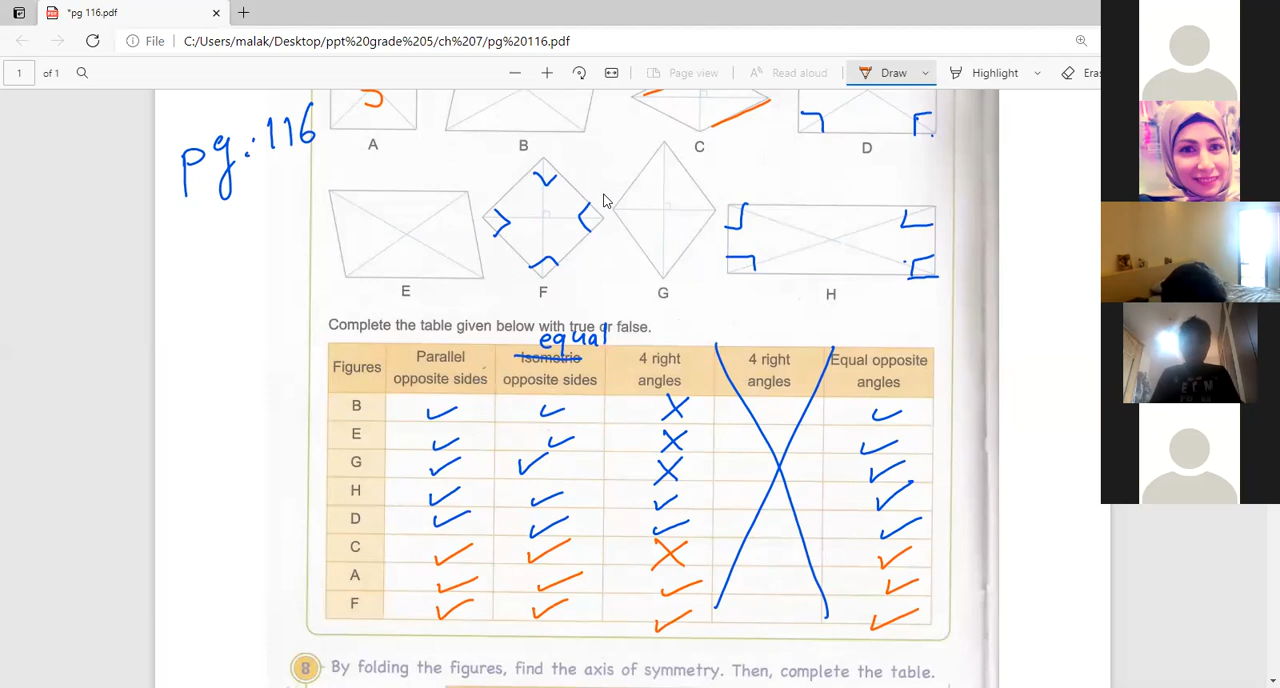 *pg 116.pdf
File C:/Users/malak/Desktop/ppt%20grade%205/ch%207/pg%20116.pdf
1 of 1 Page view Read aloud Draw Highlight Eras
pg.:116
A B C D
E F G H
Complete the table given below with true or false.
equal
Figures Parallel opposite sides Isometric opposite sides 4 right angles 4 right angles Equal opposite angles
B ✓ ✓ ✗ ✓
E ✓ ✓ ✗ ✓
G ✓ ✓ ✗ ✓
H ✓ ✓ ✓ ✓
D ✓ ✓ ✓ ✓
C ✓ ✓ ✗ ✓
A ✓ ✓ ✓ ✓
F ✓ ✓ ✓ ✓
8 By folding the figures, find the axis of symmetry. Then, complete the table.